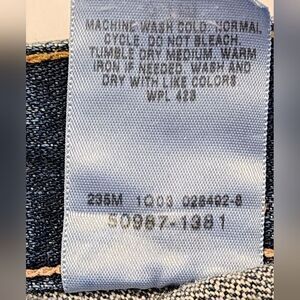 MACHINE WASH COLD, NORMAL
CYCLE. DO NOT BLEACH.
TUMBLE DRY MEDIUM, WARM
IRON IF NEEDED. WASH AND
DRY WITH LIKE COLORS.
WPL 423
235M 1Q03 028492-8
50987-1381